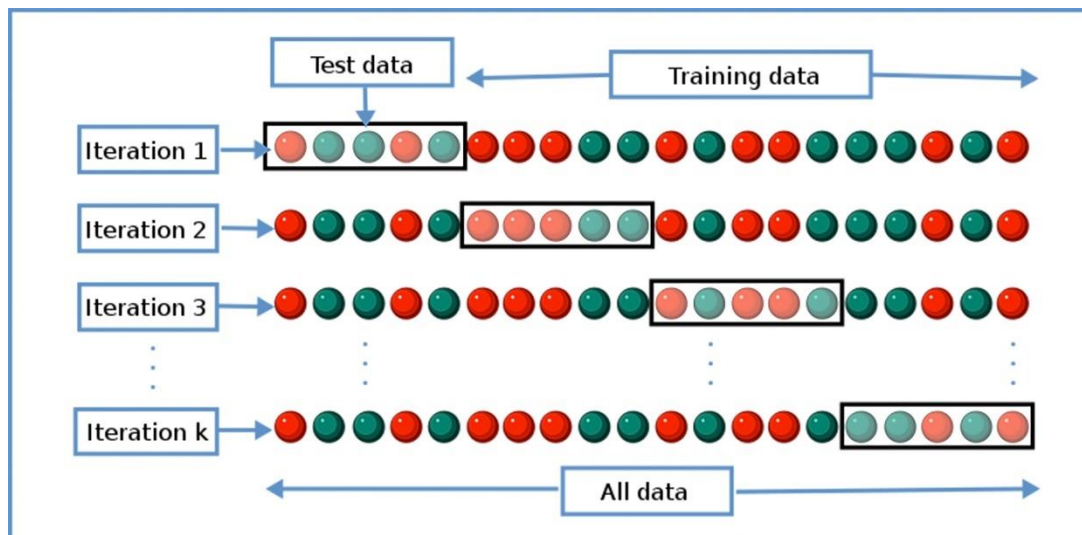 Test data
Training data
Iteration 1
Iteration 2
Iteration 3
Iteration k
All data